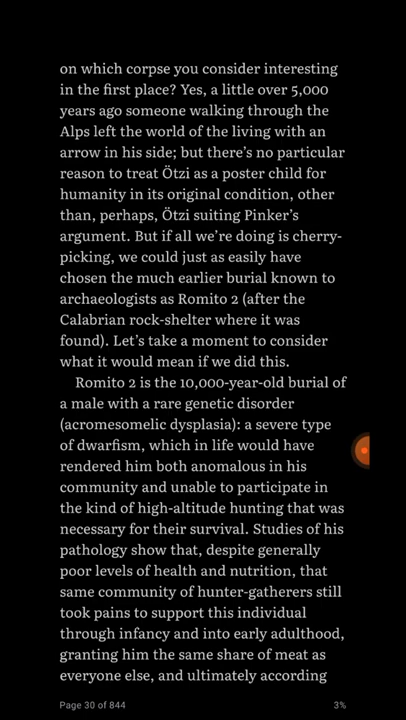 on which corpse you consider interesting
in the first place? Yes, a little over 5,000
years ago someone walking through the
Alps left the world of the living with an
arrow in his side; but there’s no particular
reason to treat Ötzi as a poster child for
humanity in its original condition, other
than, perhaps, Ötzi suiting Pinker’s
argument. But if all we’re doing is cherry-
picking, we could just as easily have
chosen the much earlier burial known to
archaeologists as Romito 2 (after the
Calabrian rock-shelter where it was
found). Let’s take a moment to consider
what it would mean if we did this.
Romito 2 is the 10,000-year-old burial of
a male with a rare genetic disorder
(acromesomelic dysplasia): a severe type
of dwarfism, which in life would have
rendered him both anomalous in his
community and unable to participate in
the kind of high-altitude hunting that was
necessary for their survival. Studies of his
pathology show that, despite generally
poor levels of health and nutrition, that
same community of hunter-gatherers still
took pains to support this individual
through infancy and into early adulthood,
granting him the same share of meat as
everyone else, and ultimately according
Page 30 of 844 3%